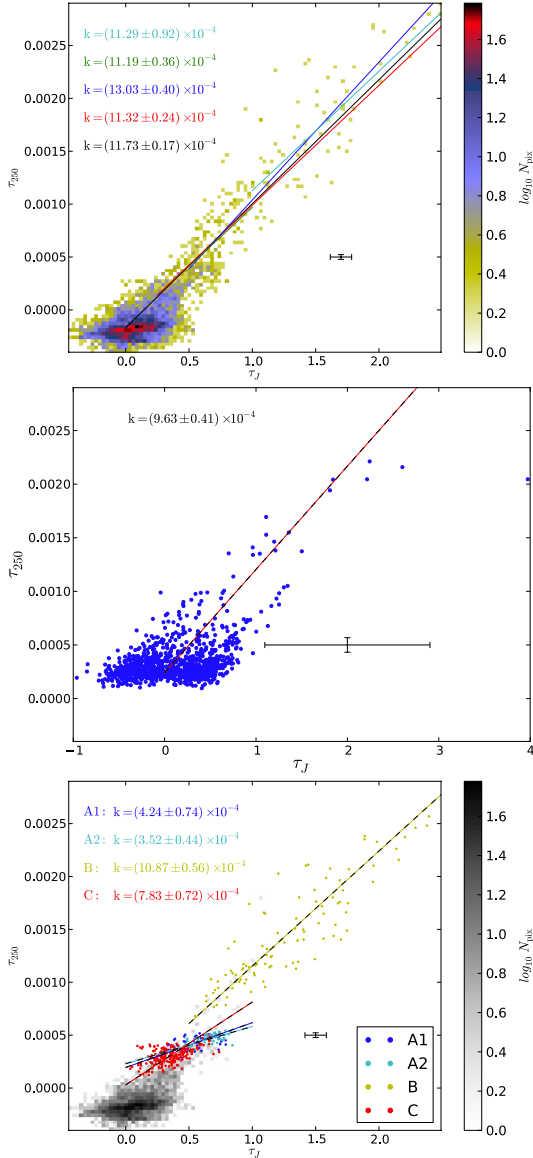 k=(11.29±0.92)×10⁻⁴
k=(11.19±0.36)×10⁻⁴
k=(13.03±0.40)×10⁻⁴
k=(11.32±0.24)×10⁻⁴
k=(11.73±0.17)×10⁻⁴
0.0025
0.0020
0.0015
0.0010
0.0005
0.0000
τ250
0.0 0.5 1.0 1.5 2.0
τJ
1.6
1.4
1.2
1.0
0.8
0.6
0.4
0.2
0.0
log10 Npix
k=(9.63±0.41)×10⁻⁴
0.0025
0.0020
0.0015
0.0010
0.0005
0.0000
τ250
−1 0 1 2 3 4
τJ
A1: k=(4.24±0.74)×10⁻⁴
A2: k=(3.52±0.44)×10⁻⁴
B: k=(10.87±0.56)×10⁻⁴
C: k=(7.83±0.72)×10⁻⁴
0.0025
0.0020
0.0015
0.0010
0.0005
0.0000
τ250
A1
A2
B
C
0.0 0.5 1.0 1.5 2.0
τJ
1.6
1.4
1.2
1.0
0.8
0.6
0.4
0.2
0.0
log10 Npix